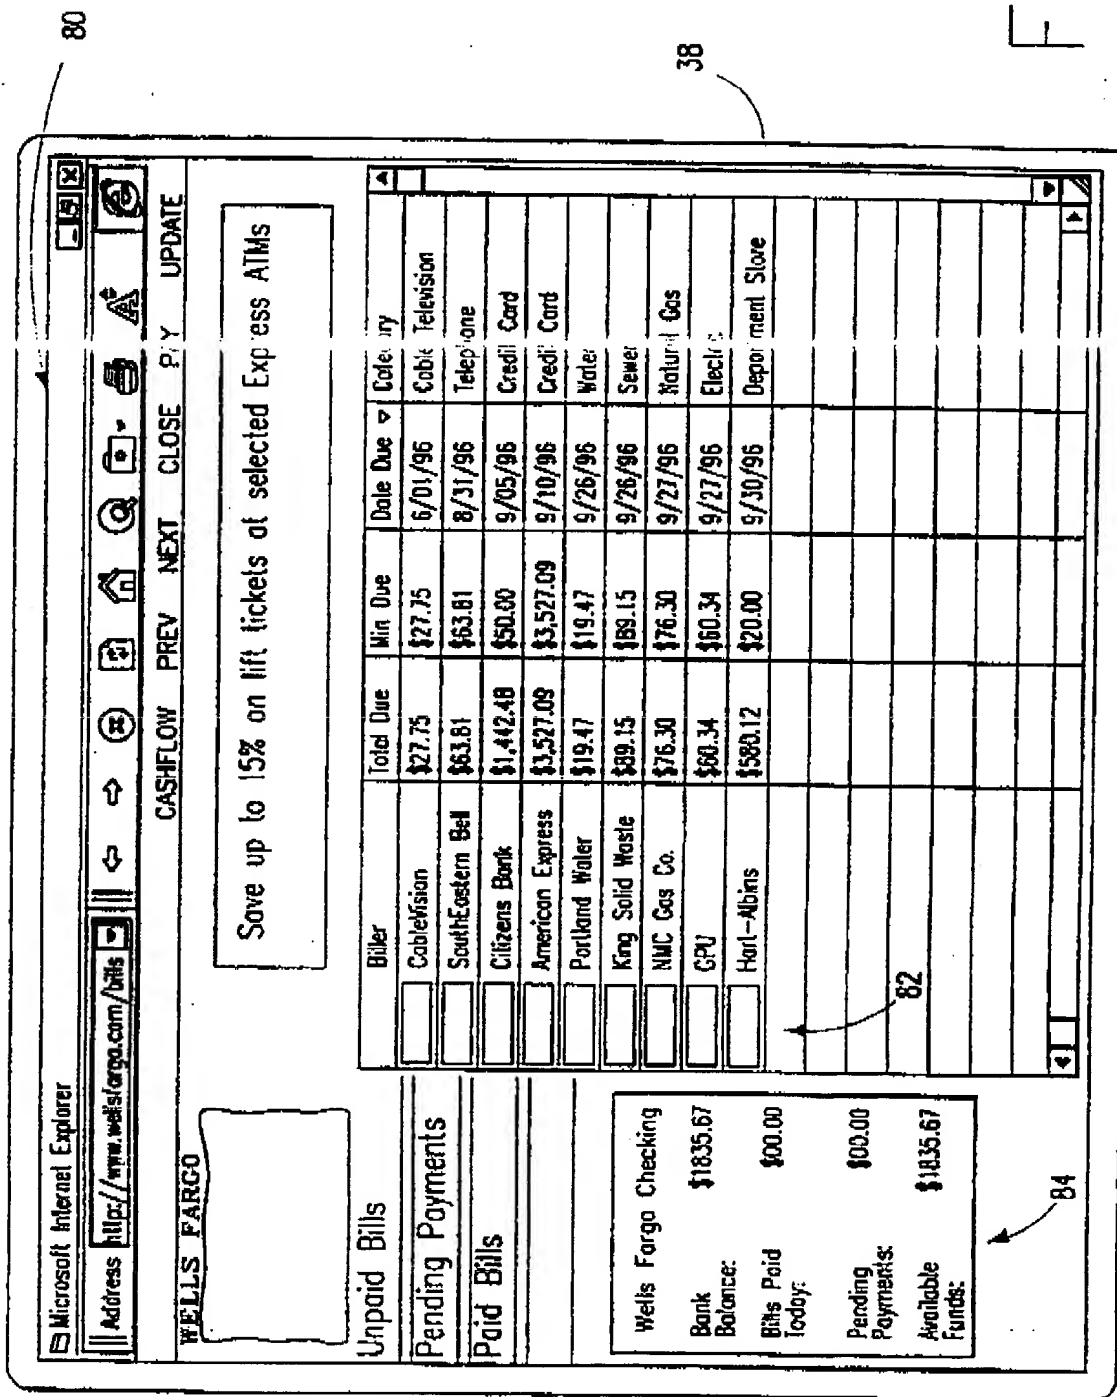 80
Microsoft Internet Explorer
Address http://www.wellsfargo.com/bills
CASHFLOW PREV NEXT CLOSE PAY UPDATE
WELLS FARGO
Save up to 15% on lift tickets at selected Express ATMs
Unpaid Bills
Pending Payments
Paid Bills
Biller Total Due Min Due Date Due Category
CableVision $27.75 $27.75 6/01/96 Cable Television
SouthEastern Bell $63.81 $63.81 8/31/96 Telephone
Citizens Bank $1,442.48 $50.00 9/05/96 Credit Card
American Express $3,527.09 $3,527.09 9/10/96 Credit Card
Portland Water $19.47 $19.47 9/26/96 Water
King Solid Waste $89.15 $89.15 9/26/96 Sewer
NMC Gas Co. $76.30 $76.30 9/27/96 Natural Gas
GPU $60.34 $60.34 9/27/96 Electric
Hart-Albins $580.12 $20.00 9/30/96 Department Store
Wells Fargo Checking
Bank Balance: $1835.67
Bills Paid Today: $00.00
Pending Payments: $00.00
Available Funds: $1835.67
82
84
38
F